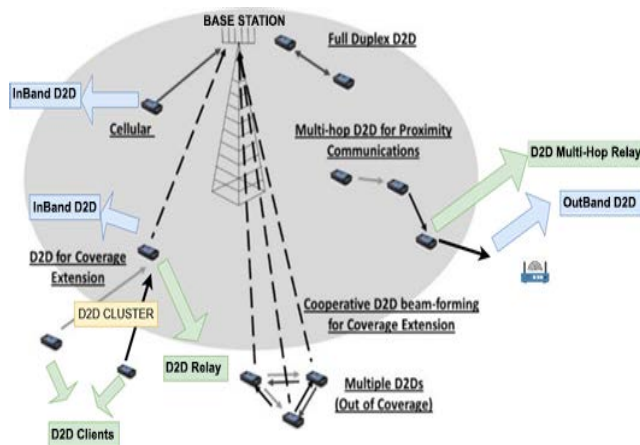 BASE STATION
Full Duplex D2D
InBand D2D
Cellular
Multi-hop D2D for Proximity
Communications
D2D Multi-Hop Relay
InBand D2D
OutBand D2D
D2D for Coverage
Extension
D2D CLUSTER
Cooperative D2D beam-forming
for Coverage Extension
D2D Relay
Multiple D2Ds
(Out of Coverage)
D2D Clients